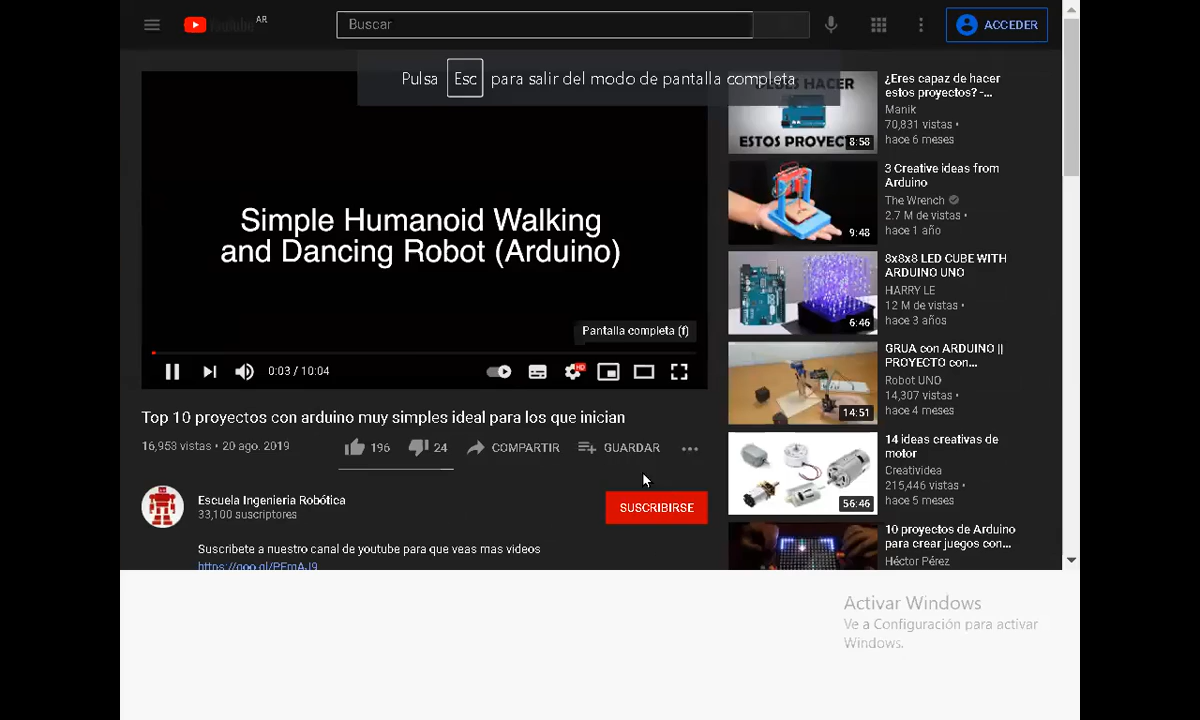 YouTube AR
Buscar
ACCEDER
Pulsa Esc para salir del modo de pantalla completa
Simple Humanoid Walking
and Dancing Robot (Arduino)
Pantalla completa (f)
0:03 / 10:04
HD
Top 10 proyectos con arduino muy simples ideal para los que inician
16,953 vistas • 20 ago. 2019
196
24
COMPARTIR
GUARDAR
Escuela Ingenieria Robótica
33,100 suscriptores
SUSCRIBIRSE
Suscribete a nuestro canal de youtube para que veas mas videos
HACER
ESTOS PROYEC
8:58
¿Eres capaz de hacer
estos proyectos? -...
Manik
70,831 vistas •
hace 6 meses
9:48
3 Creative ideas from
Arduino
The Wrench
2.7 M de vistas •
hace 1 año
6:46
8x8x8 LED CUBE WITH
ARDUINO UNO
HARRY LE
12 M de vistas •
hace 3 años
14:51
GRUA con ARDUINO ||
PROYECTO con...
Robot UNO
14,307 vistas •
hace 4 meses
56:46
14 ideas creativas de
motor
Creatividea
215,446 vistas •
hace 5 meses
10 proyectos de Arduino
para crear juegos con...
Héctor Pérez
Activar Windows
Ve a Configuración para activar
Windows.